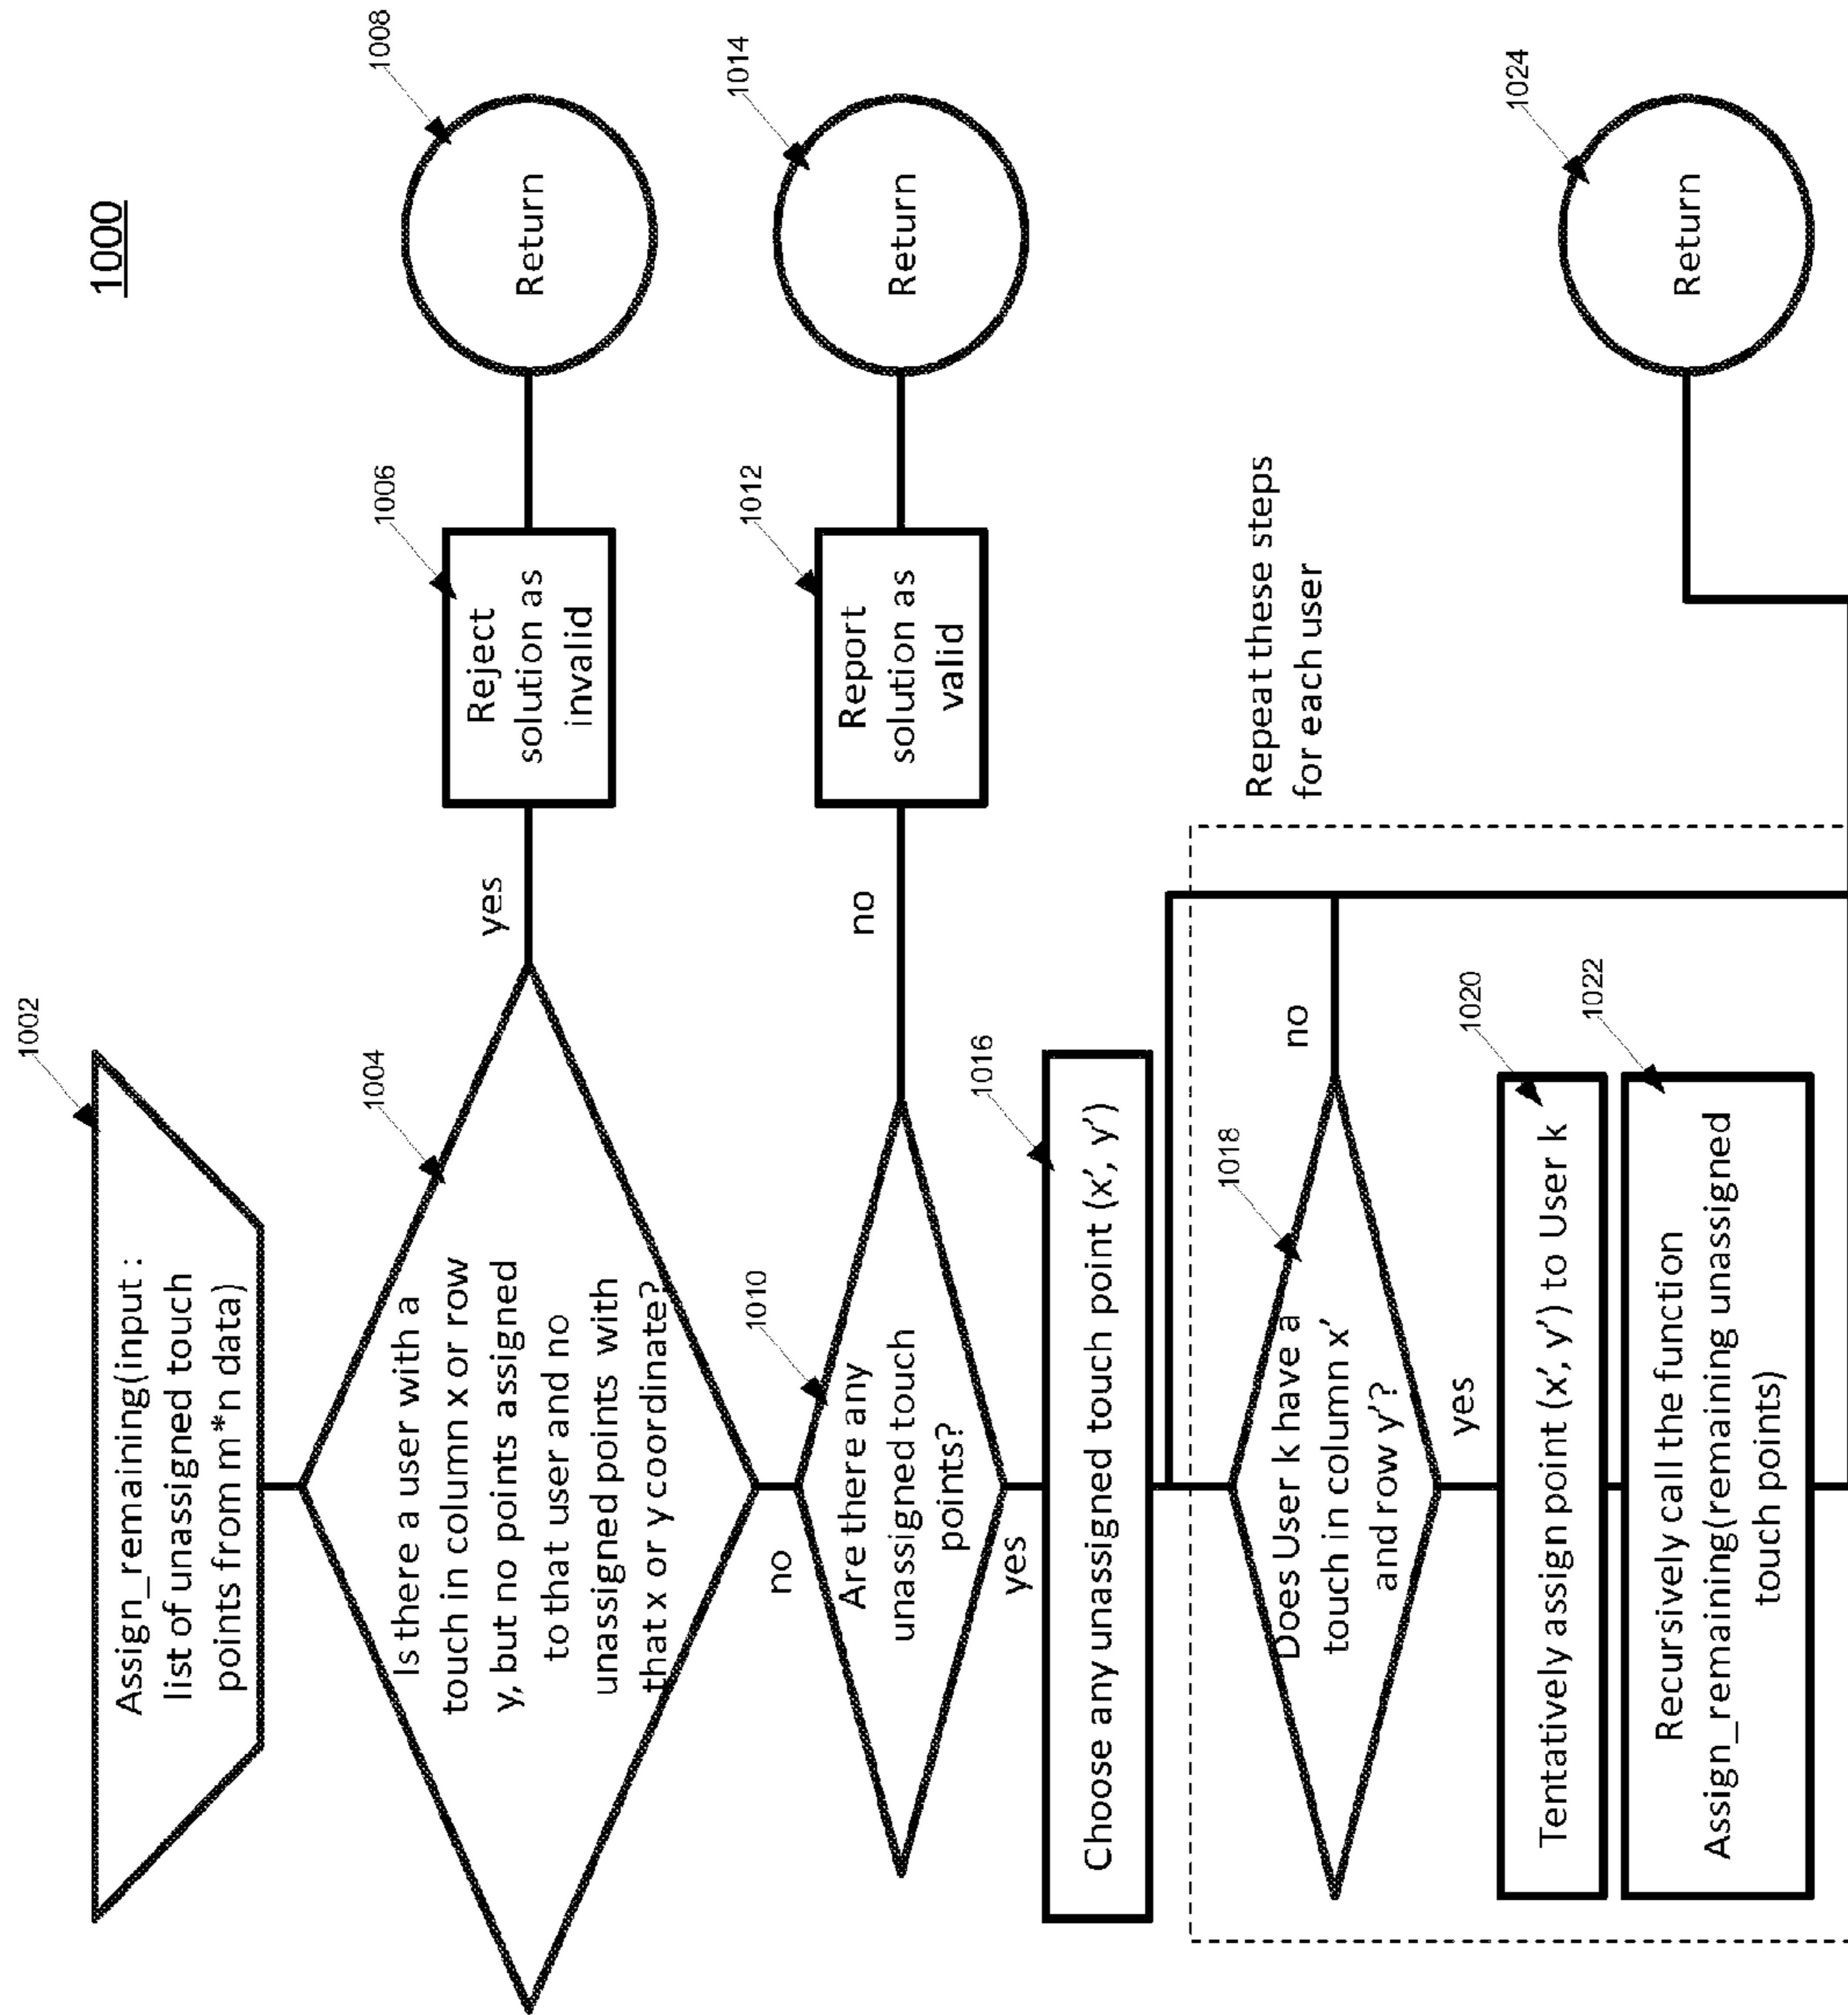 1000
1002
Assign_remaining(input:
list of unassigned touch
points from m*n data)
1004
Is there a user with a
touch in column x or row
y, but no points assigned
to that user and no
unassigned points with
that x or y coordinate?
yes
1006
Reject
solution as
invalid
1008
Return
no
1010
Are there any
unassigned touch
points?
no
1012
Report
solution as
valid
1014
Return
yes
1016
Choose any unassigned touch point (x’, y’)
Repeat these steps
for each user
1018
Does User k have a
touch in column x’
and row y’?
no
yes
1020
Tentatively assign point (x’, y’) to User k
1022
Recursively call the function
Assign_remaining(remaining unassigned
touch points)
1024
Return